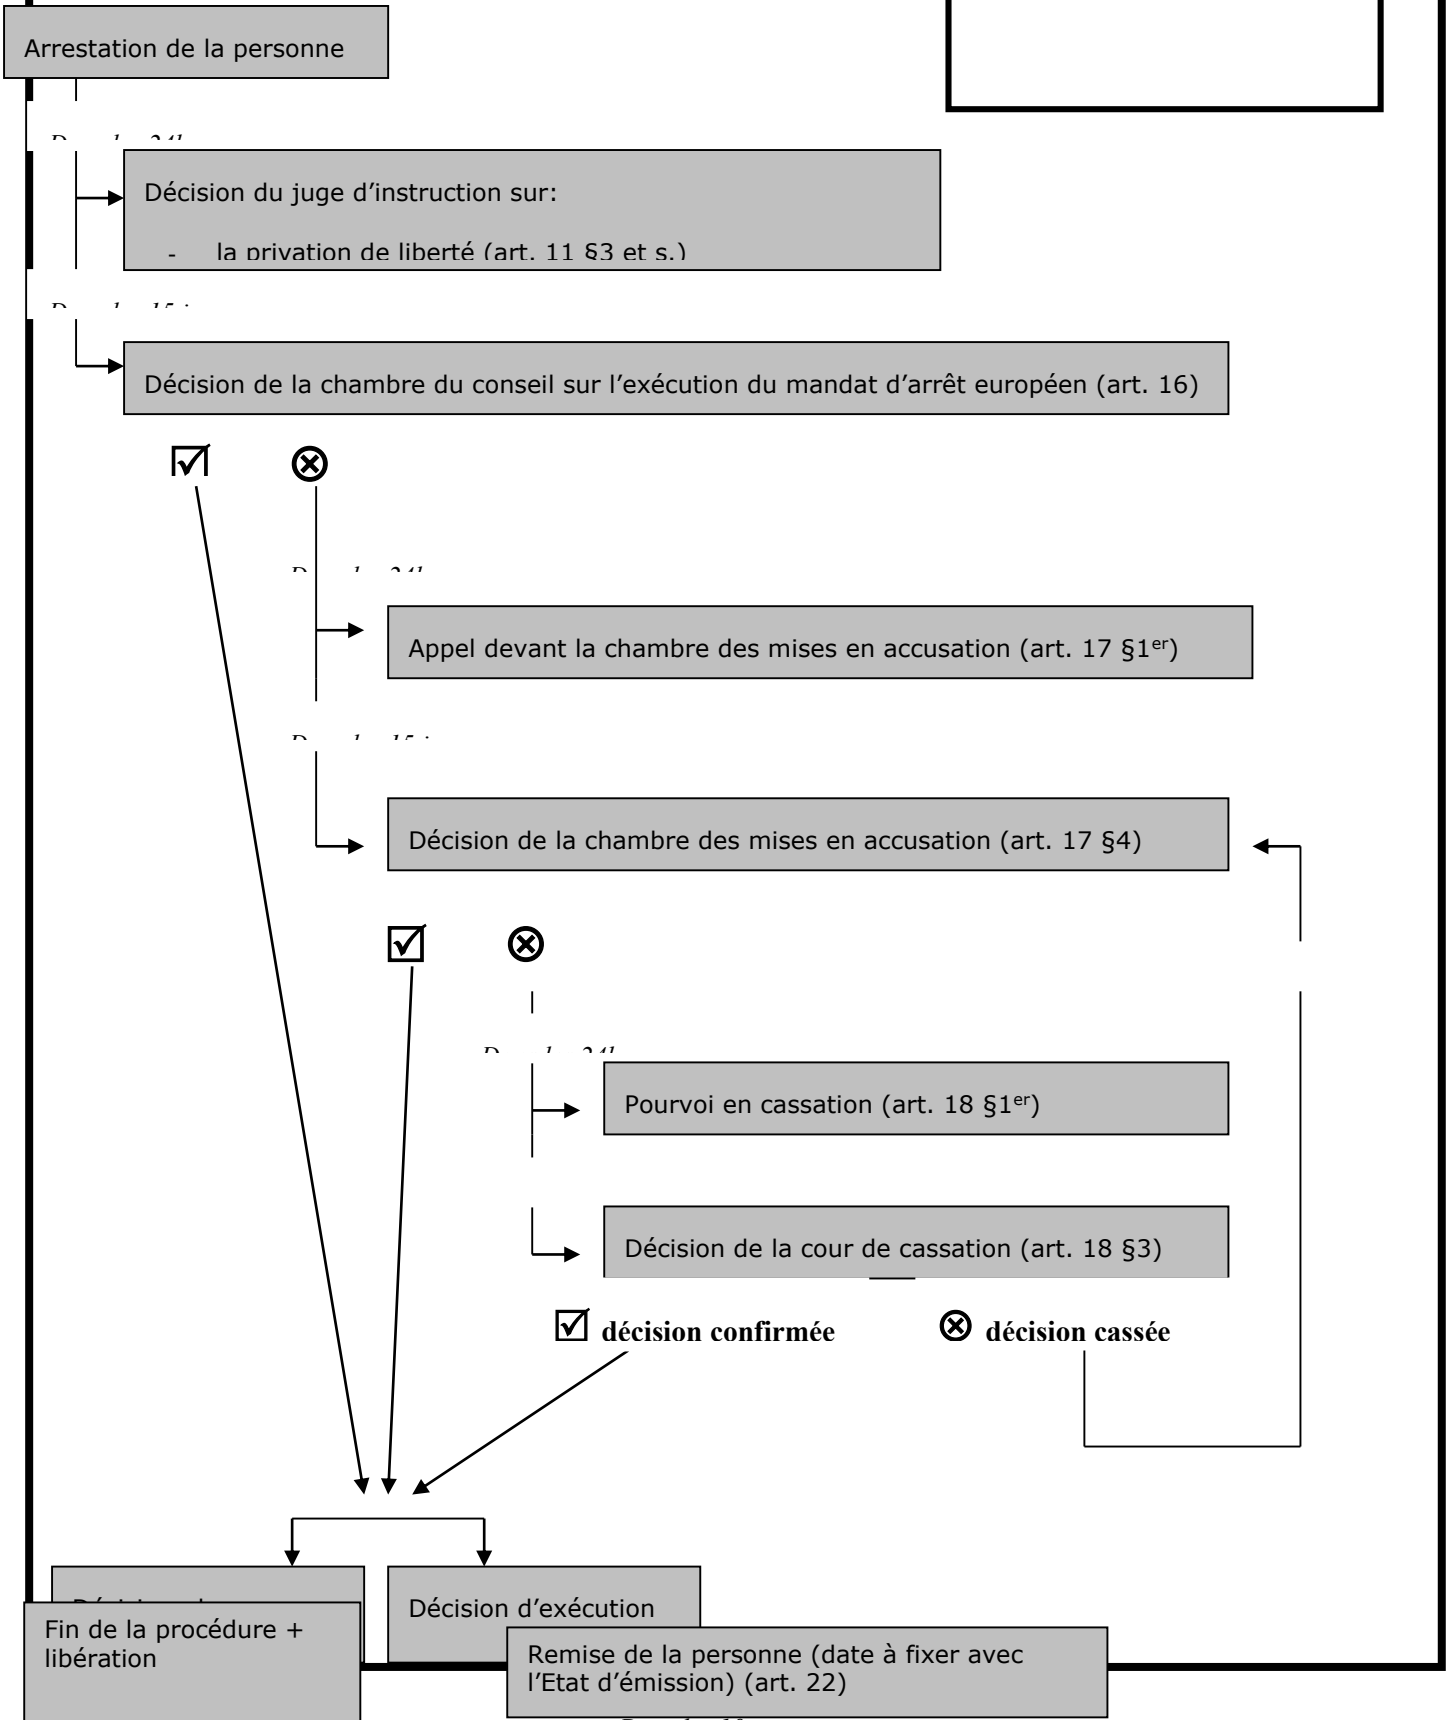 Arrestation de la personne
Décision du juge d’instruction sur:
- la privation de liberté (art. 11 §3 et s.)
Décision de la chambre du conseil sur l’exécution du mandat d’arrêt européen (art. 16)
Appel devant la chambre des mises en accusation (art. 17 §1er)
Décision de la chambre des mises en accusation (art. 17 §4)
Pourvoi en cassation (art. 18 §1er)
Décision de la cour de cassation (art. 18 §3)
décision confirmée
décision cassée
Décision d’exécution
Fin de la procédure +
libération
Remise de la personne (date à fixer avec
l’Etat d’émission) (art. 22)